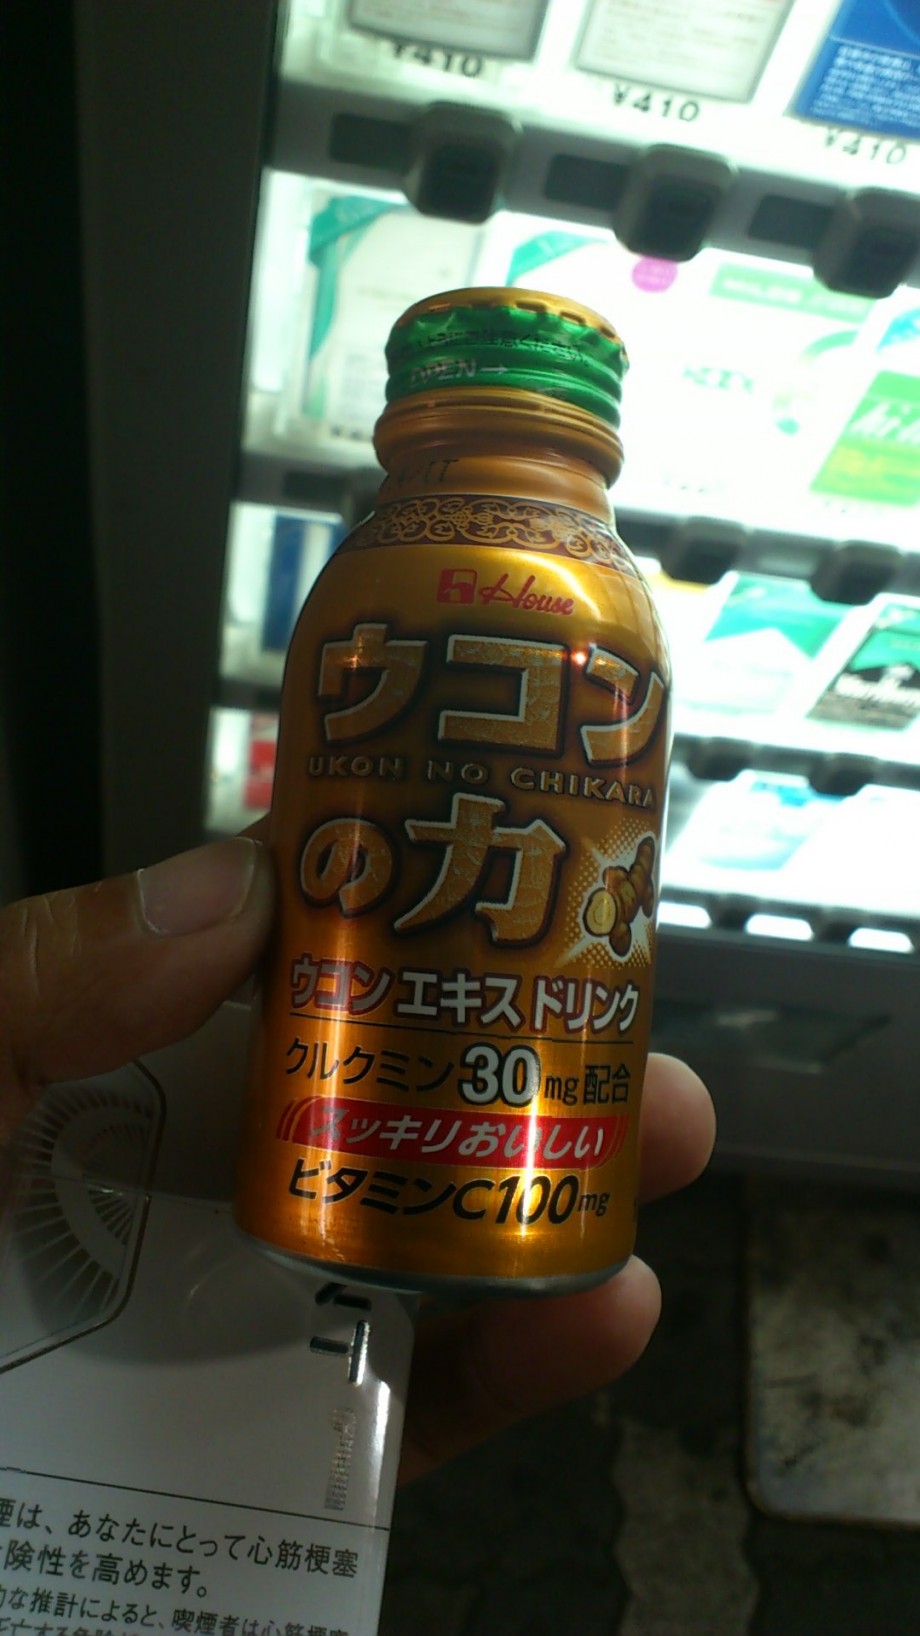 ¥410
¥410
¥410
OPEN→
House
ウコン
UKON NO CHIKARA
の力
ウコンエキスドリンク
クルクミン30mg配合
スッキリおいしい
ビタミンC100mg
煙は、あなたにとって心筋梗塞
険性を高めます。
的な推計によると、喫煙者は心筋梗塞